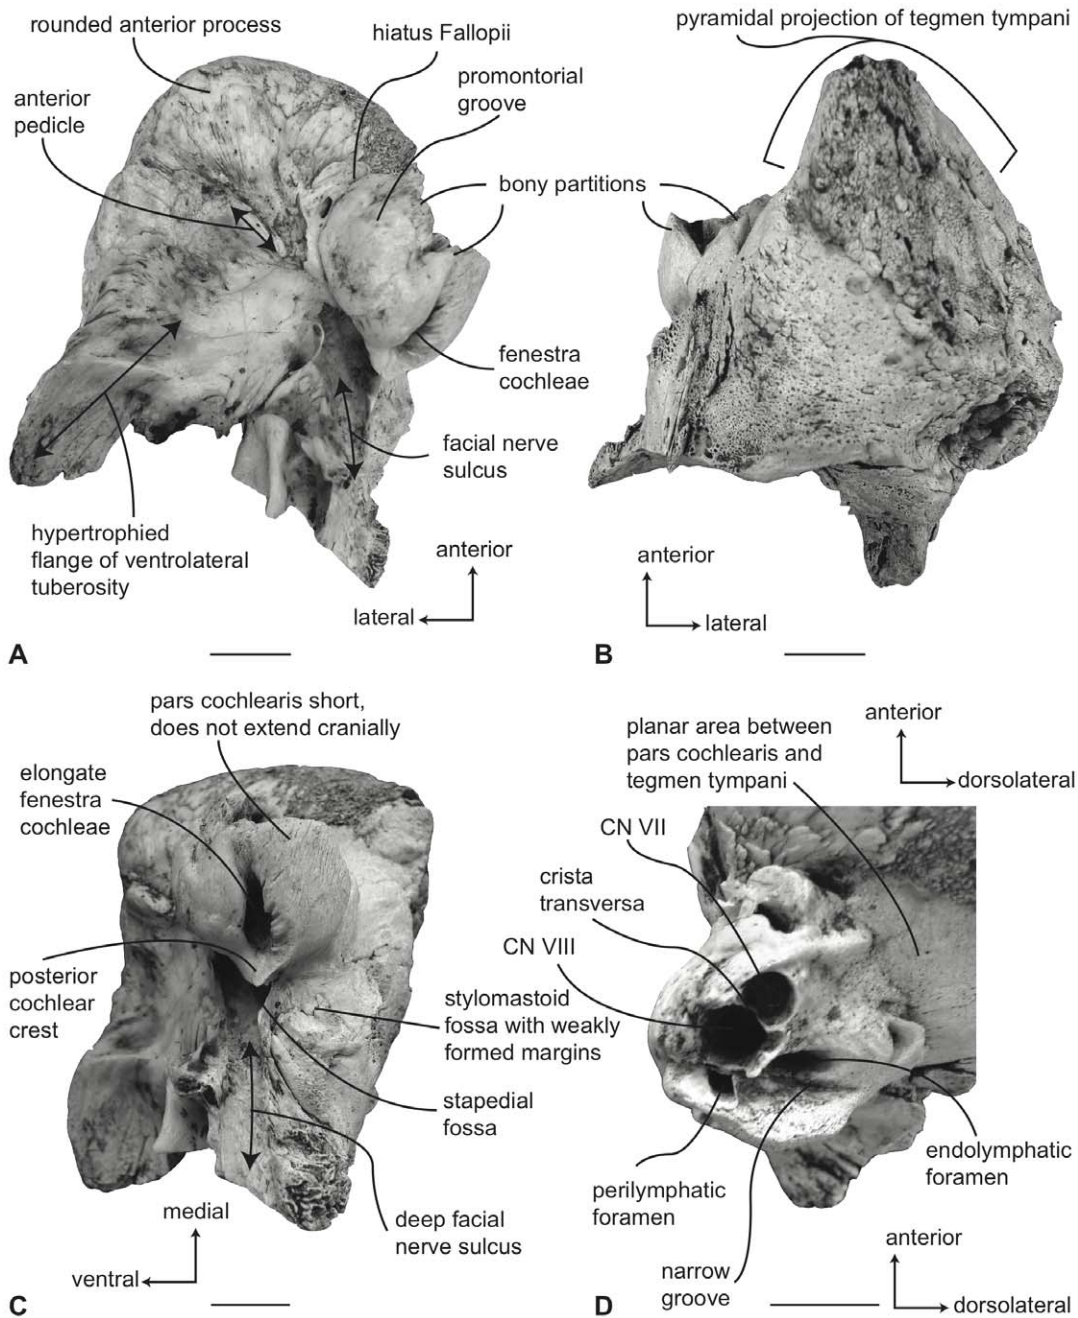 rounded anterior process
hiatus Fallopii
promontorial
groove
anterior
pedicle
bony partitions
fenestra
cochleae
facial nerve
sulcus
hypertrophied
flange of ventrolateral
tuberosity
anterior
lateral
A
pyramidal projection of tegmen tympani
anterior
lateral
B
pars cochlearis short,
does not extend cranially
elongate
fenestra
cochleae
posterior
cochlear
crest
stylomastoid
fossa with weakly
formed margins
stapedial
fossa
deep facial
nerve sulcus
medial
ventral
C
planar area between
pars cochlearis and
tegmen tympani
anterior
dorsolateral
CN VII
crista
transversa
CN VIII
endolymphatic
foramen
perilymphatic
foramen
narrow
groove
anterior
dorsolateral
D